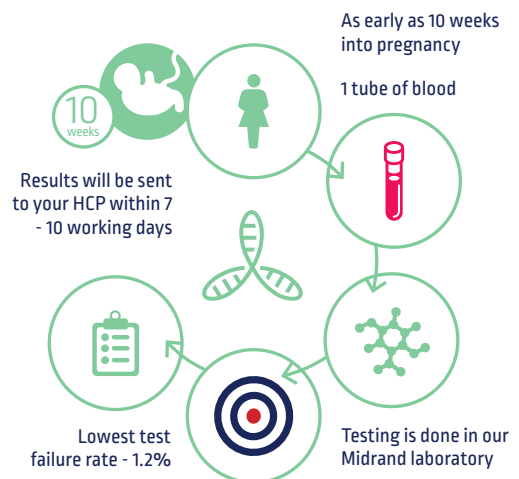 As early as 10 weeks
into pregnancy
1 tube of blood
10
weeks
Results will be sent
to your HCP within 7
- 10 working days
Lowest test
failure rate - 1.2%
Testing is done in our
Midrand laboratory